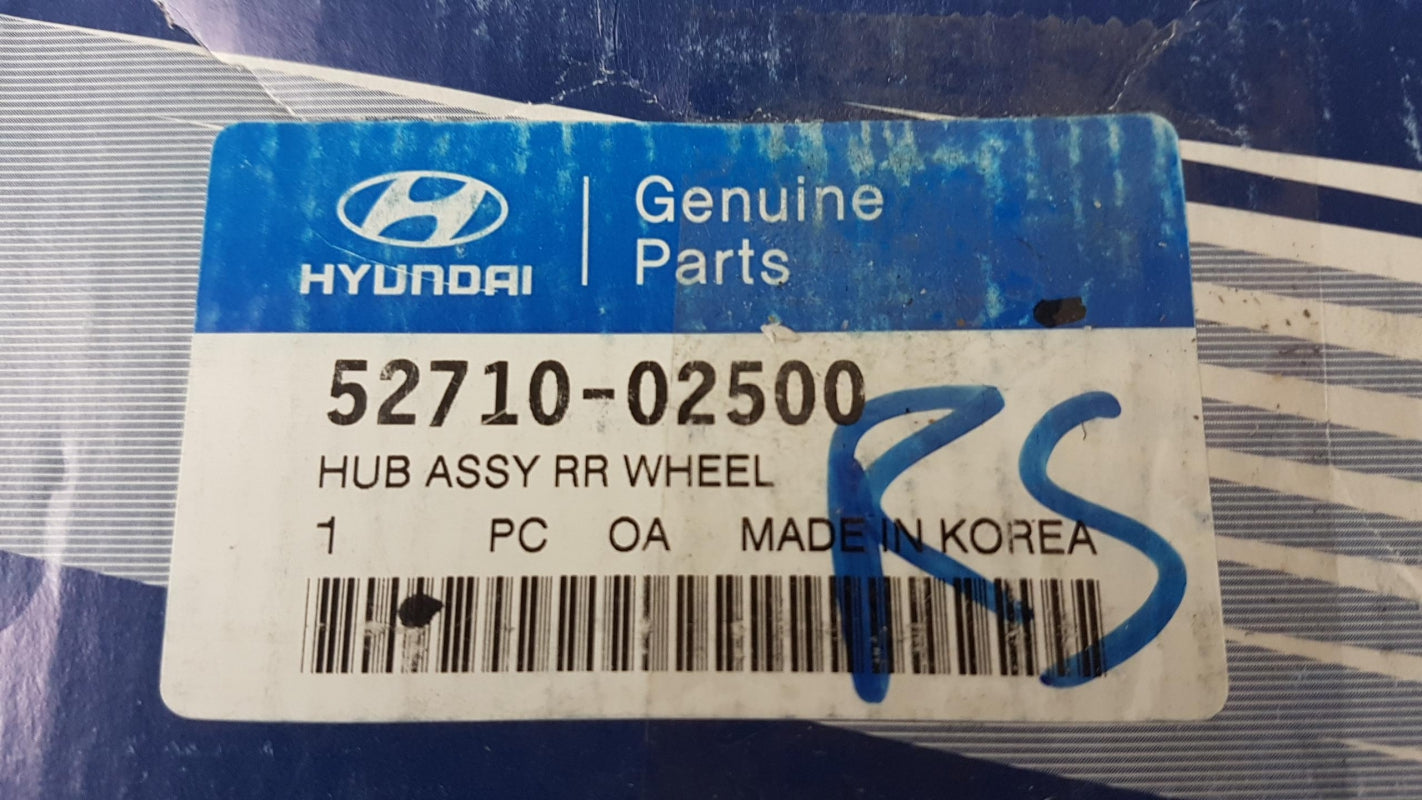 HYUNDAI
Genuine
Parts
52710-02500
HUB ASSY RR WHEEL
1 PC OA MADE IN KOREA
RS